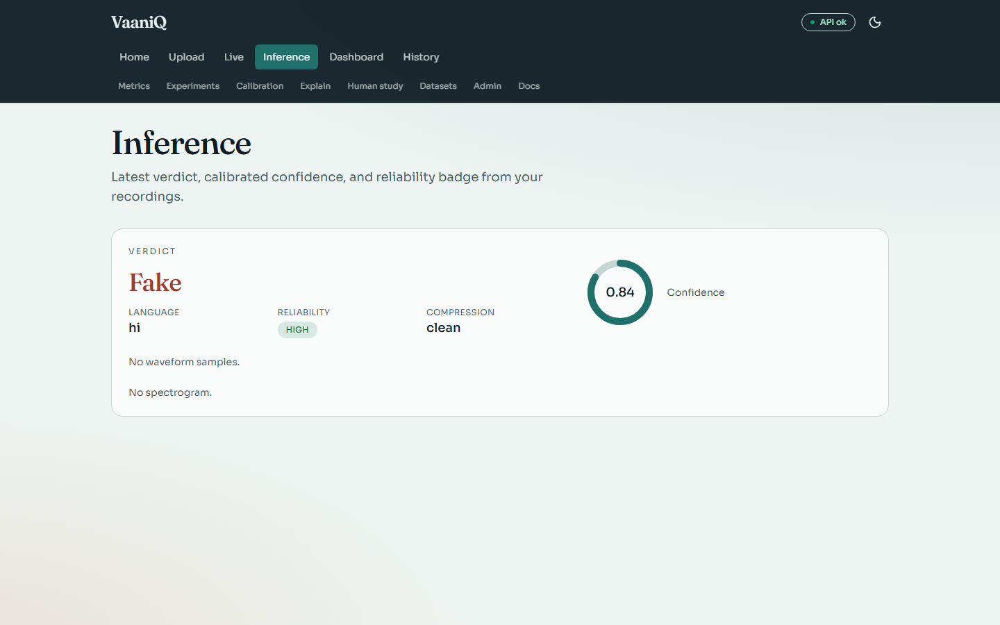 VaaniQ
API ok
Home Upload Live Inference Dashboard History
Metrics Experiments Calibration Explain Human study Datasets Admin Docs
Inference
Latest verdict, calibrated confidence, and reliability badge from your
recordings.
VERDICT
Fake
LANGUAGE RELIABILITY COMPRESSION
hi HIGH clean
0.84 Confidence
No waveform samples.
No spectrogram.